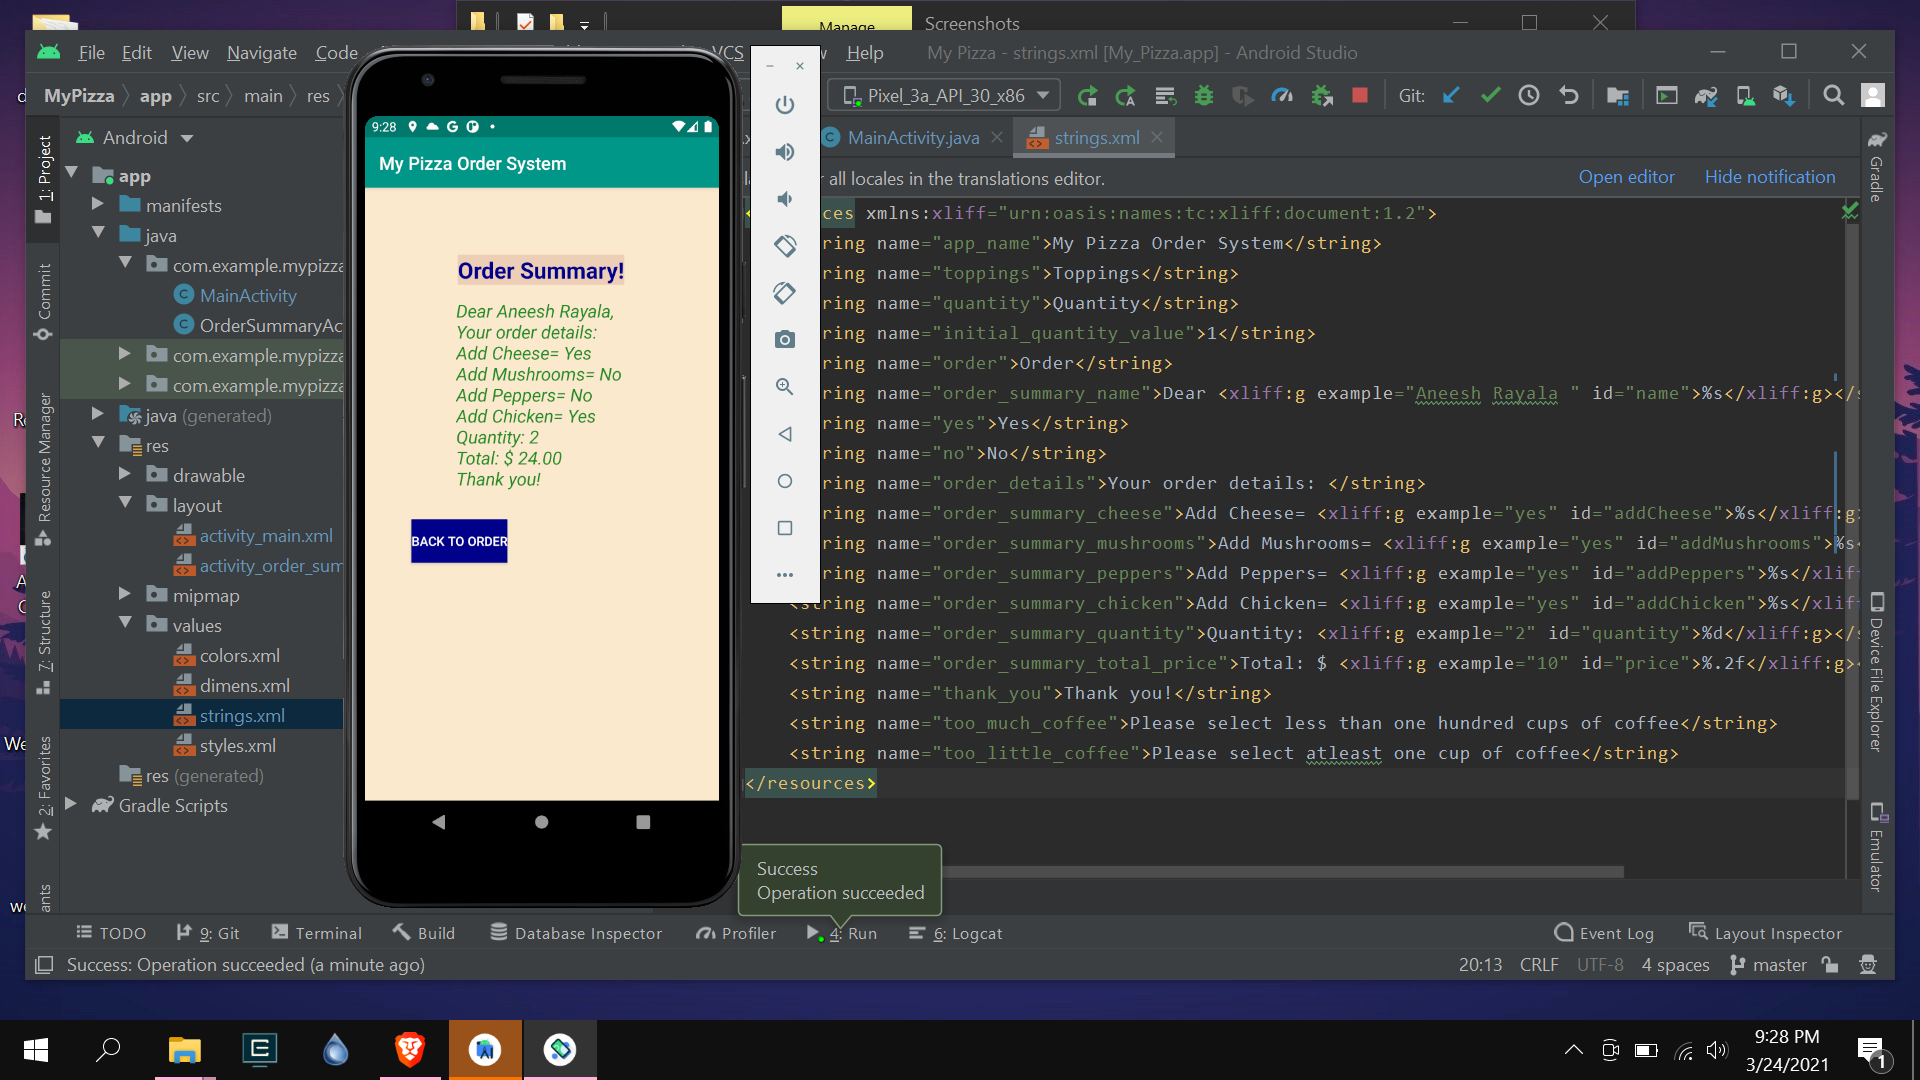 Manage
Screenshots
File Edit View Navigate Code VCS Help My Pizza - strings.xml [My_Pizza.app] - Android Studio
MyPizza app src main res Pixel_3a_API_30_x86 Git:
Android MainActivity.java strings.xml
all locales in the translations editor. Open editor Hide notification
1: Project
Commit
Resource Manager
7: Structure
2: Favorites
app
manifests
java
com.example.mypizza
MainActivity
OrderSummaryAc
com.example.mypizza
com.example.mypizza
java (generated)
res
drawable
layout
activity_main.xml
activity_order_sum
mipmap
values
colors.xml
dimens.xml
strings.xml
styles.xml
res (generated)
Gradle Scripts
9:28
My Pizza Order System
Order Summary!
Dear Aneesh Rayala,
Your order details:
Add Cheese= Yes
Add Mushrooms= No
Add Peppers= No
Add Chicken= Yes
Quantity: 2
Total: $ 24.00
Thank you!
BACK TO ORDER
ces xmlns:xliff="urn:oasis:names:tc:xliff:document:1.2">
ring name="app_name">My Pizza Order System</string>
ring name="toppings">Toppings</string>
ring name="quantity">Quantity</string>
ring name="initial_quantity_value">1</string>
ring name="order">Order</string>
ring name="order_summary_name">Dear <xliff:g example="Aneesh Rayala " id="name">%s</xliff:g></s
ring name="yes">Yes</string>
ring name="no">No</string>
ring name="order_details">Your order details: </string>
ring name="order_summary_cheese">Add Cheese= <xliff:g example="yes" id="addCheese">%s</xliff:g>
ring name="order_summary_mushrooms">Add Mushrooms= <xliff:g example="yes" id="addMushrooms">%s<
ring name="order_summary_peppers">Add Peppers= <xliff:g example="yes" id="addPeppers">%s</xlif
<string name="order_summary_chicken">Add Chicken= <xliff:g example="yes" id="addChicken">%s</xlif
<string name="order_summary_quantity">Quantity: <xliff:g example="2" id="quantity">%d</xliff:g></s
<string name="order_summary_total_price">Total: $ <xliff:g example="10" id="price">%.2f</xliff:g><
<string name="thank_you">Thank you!</string>
<string name="too_much_coffee">Please select less than one hundred cups of coffee</string>
<string name="too_little_coffee">Please select atleast one cup of coffee</string>
</resources>
Gradle
Device File Explorer
Emulator
Success
Operation succeeded
TODO 9: Git Terminal Build Database Inspector Profiler 4: Run 6: Logcat Event Log Layout Inspector
Success: Operation succeeded (a minute ago) 20:13 CRLF UTF-8 4 spaces master
9:28 PM
3/24/2021
1